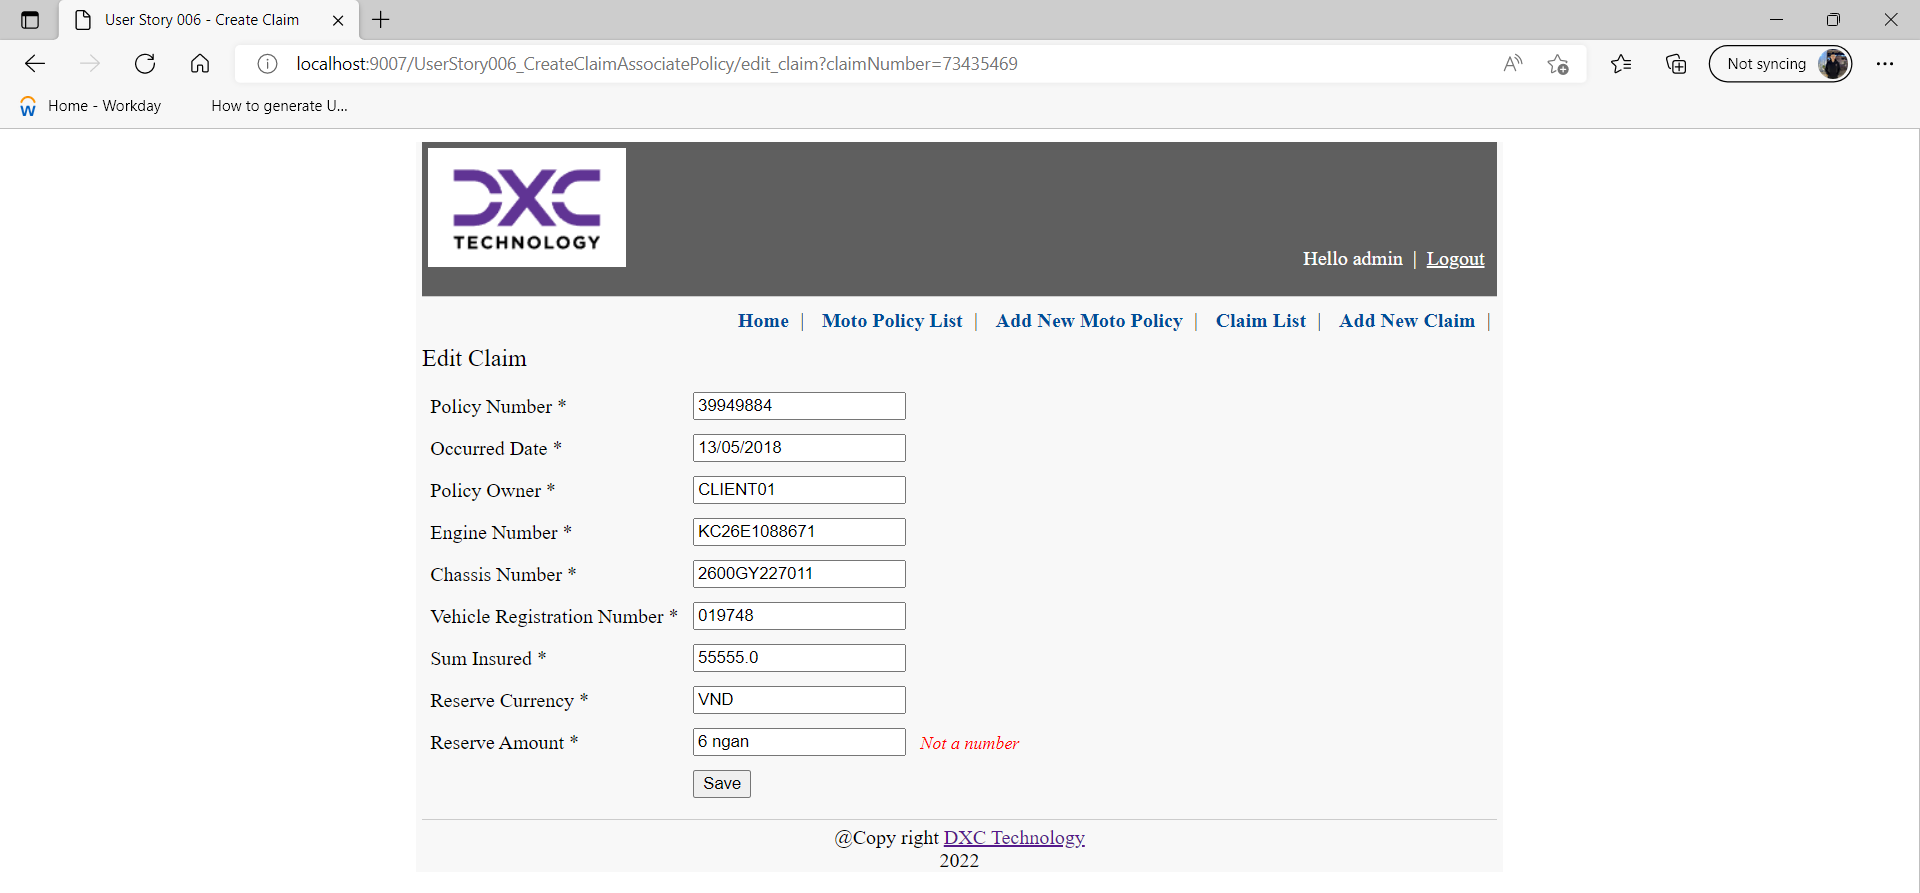 User Story 006 - Create Claim
localhost:9007/UserStory006_CreateClaimAssociatePolicy/edit_claim?claimNumber=73435469
Not syncing
Home - Workday
How to generate U...
DXC
TECHNOLOGY
Hello admin | Logout
Home | Moto Policy List | Add New Moto Policy | Claim List | Add New Claim |
Edit Claim
Policy Number * 39949884
Occurred Date * 13/05/2018
Policy Owner * CLIENT01
Engine Number * KC26E1088671
Chassis Number * 2600GY227011
Vehicle Registration Number * 019748
Sum Insured * 55555.0
Reserve Currency * VND
Reserve Amount * 6 ngan Not a number
Save
@Copy right DXC Technology
2022